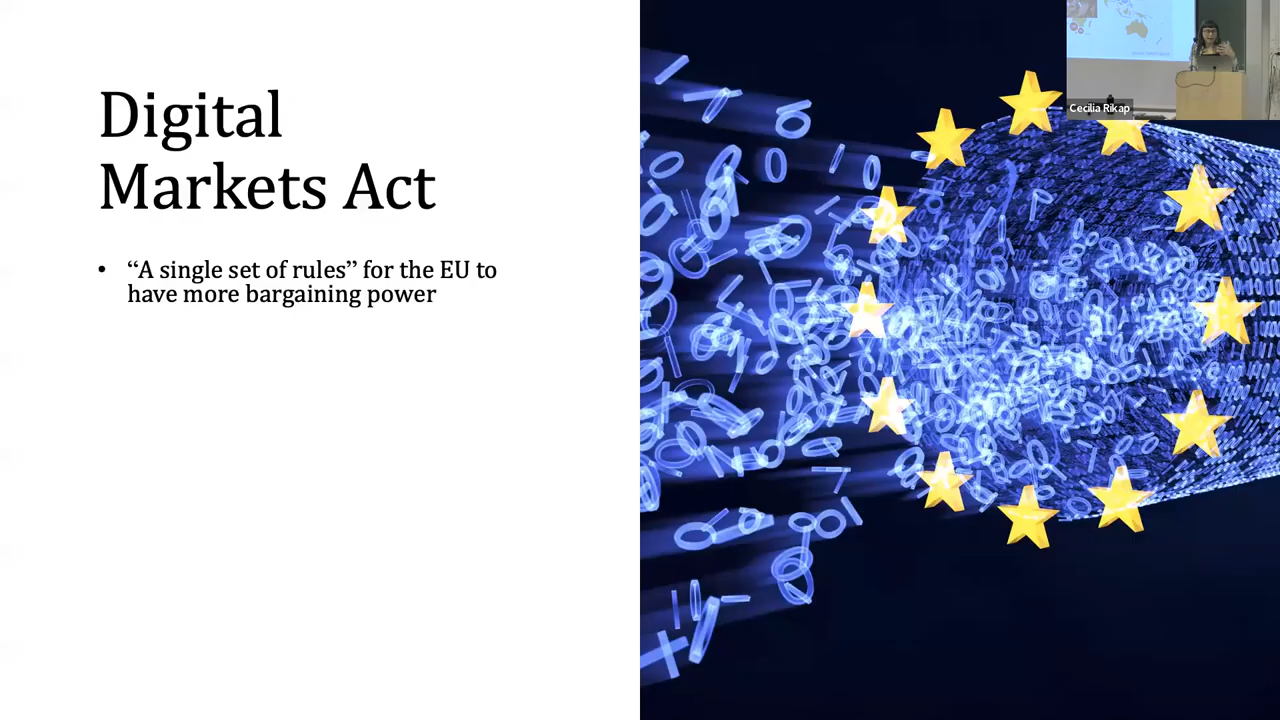 Digital
Markets Act
• “A single set of rules” for the EU to
have more bargaining power
Cecilia Rikap